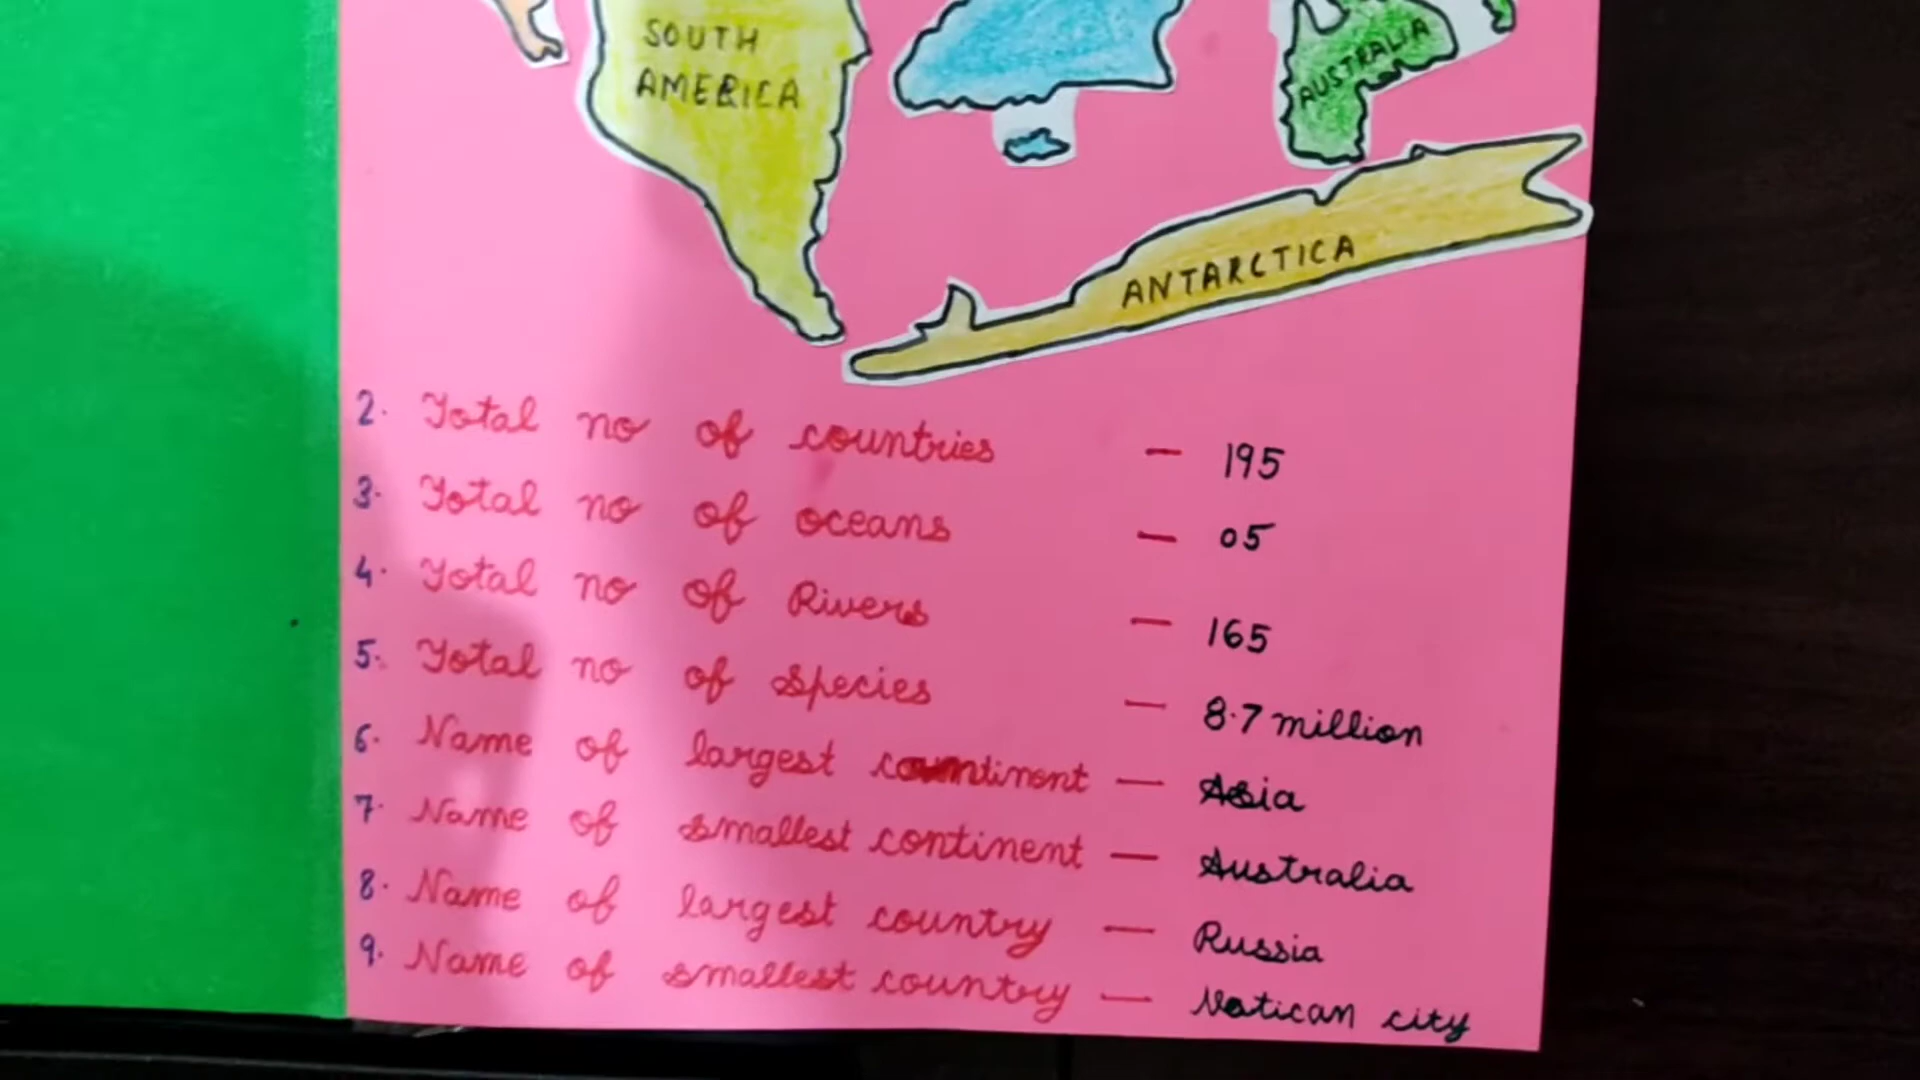 SOUTH
AMERICA
AUSTRALIA
ANTARCTICA
2. Total no of countries — 195
3. Total no of oceans — 05
4. Total no of Rivers — 165
5. Total no of species — 8.7 million
6. Name of largest continent — Asia
7. Name of smallest continent — Australia
8. Name of largest country — Russia
9. Name of smallest country — Vatican city